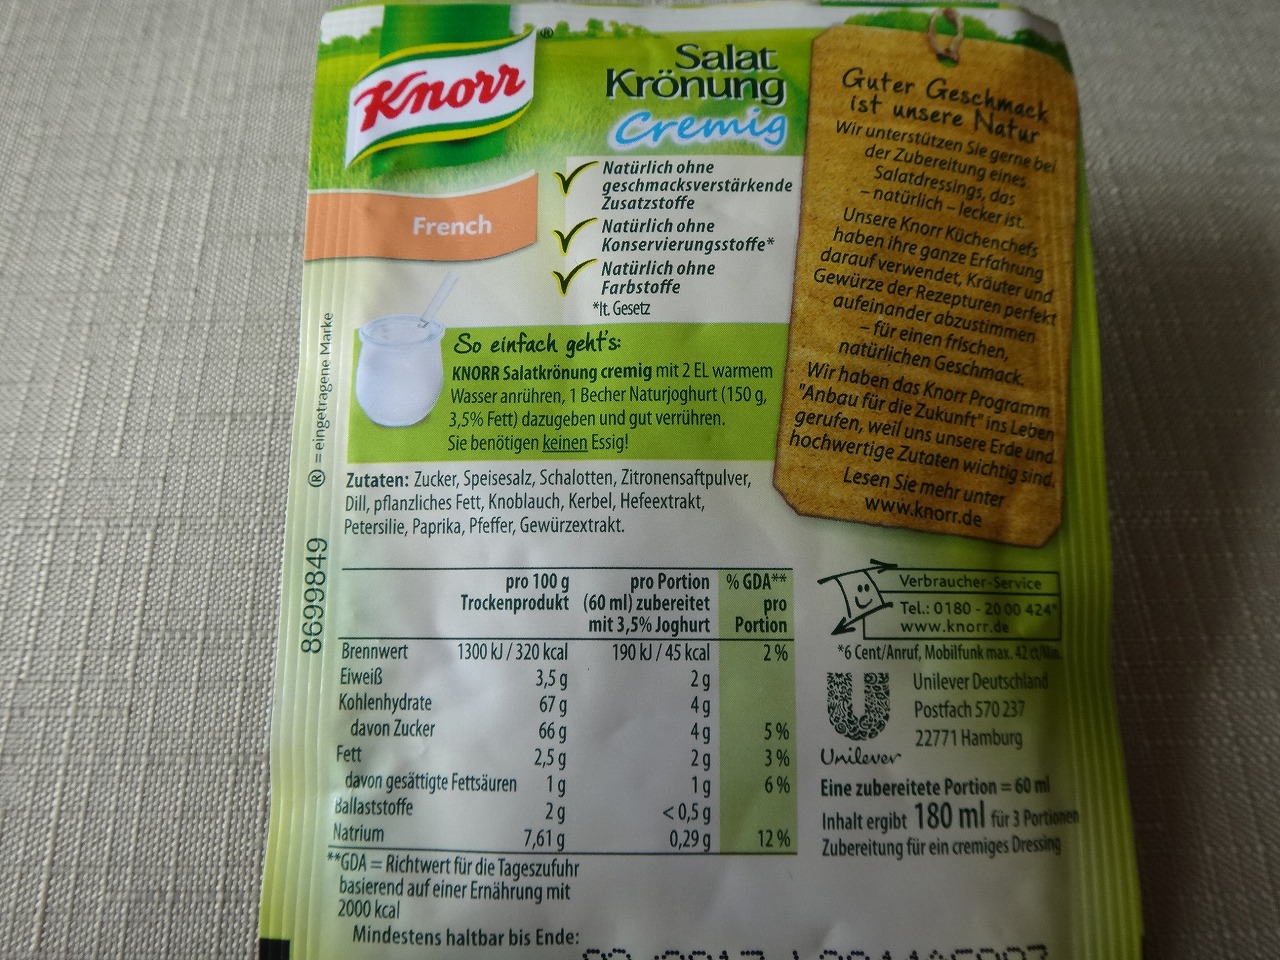 Knorr®
Salat
Krönung
Cremig
French
Natürlich ohne
geschmacksverstärkende
Zusatzstoffe
Natürlich ohne
Konservierungsstoffe*
Natürlich ohne
Farbstoffe
*lt. Gesetz
So einfach geht's:
KNORR Salatkrönung cremig mit 2 EL warmem
Wasser anrühren, 1 Becher Naturjoghurt (150 g,
3,5% Fett) dazugeben und gut verrühren.
Sie benötigen keinen Essig!
Guter Geschmack
ist unsere Natur
Wir unterstützen Sie gerne bei
der Zubereitung eines
Salatdressings, das
– natürlich – lecker ist.
Unsere Knorr Küchenchefs
haben ihre ganze Erfahrung
darauf verwendet, Kräuter und
Gewürze der Rezepturen perfekt
aufeinander abzustimmen
– für einen frischen,
natürlichen Geschmack.
Wir haben das Knorr Programm
"Anbau für die Zukunft" ins Leben
gerufen, weil uns unsere Erde und
hochwertige Zutaten wichtig sind.
Lesen Sie mehr unter
www.knorr.de
® = eingetragene Marke
8699849
Zutaten: Zucker, Speisesalz, Schalotten, Zitronensaftpulver,
Dill, pflanzliches Fett, Knoblauch, Kerbel, Hefeextrakt,
Petersilie, Paprika, Pfeffer, Gewürzextrakt.
pro 100 g pro Portion % GDA**
Trockenprodukt (60 ml) zubereitet pro
mit 3,5% Joghurt Portion
Brennwert 1300 kJ / 320 kcal 190 kJ / 45 kcal 2 %
Eiweiß 3,5 g 2 g
Kohlenhydrate 67 g 4 g
davon Zucker 66 g 4 g 5 %
Fett 2,5 g 2 g 3 %
davon gesättigte Fettsäuren 1 g 1 g 6 %
Ballaststoffe 2 g < 0,5 g
Natrium 7,61 g 0,29 g 12 %
**GDA = Richtwert für die Tageszufuhr
basierend auf einer Ernährung mit
2000 kcal
Mindestens haltbar bis Ende:
Verbraucher-Service
Tel.: 0180 - 20 00 424*
www.knorr.de
*6 Cent/Anruf, Mobilfunk max. 42 ct/Min.
Unilever Deutschland
Postfach 570 237
22771 Hamburg
Unilever
Eine zubereitete Portion = 60 ml
Inhalt ergibt 180 ml für 3 Portionen
Zubereitung für ein cremiges Dressing